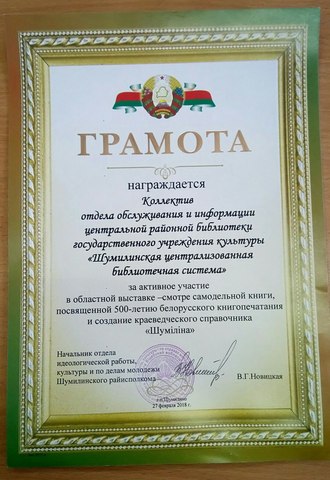 ГРАМОТА
награждается
Коллектив
отдела обслуживания и информации
центральной районной библиотеки
государственного учреждения культуры
«Шумилинская централизованная
библиотечная система»
за активное участие
в областной выставке –смотре самодельной книги,
посвященной 500-летию белорусского книгопечатания
и создание краеведческого справочника
«Шуміліна»
Начальник отдела
идеологической работы,
культуры и по делам молодежи
Шумилинского райисполкома
В.Г.Новицкая
г.п.Шумилино
27 февраля 2018 г.